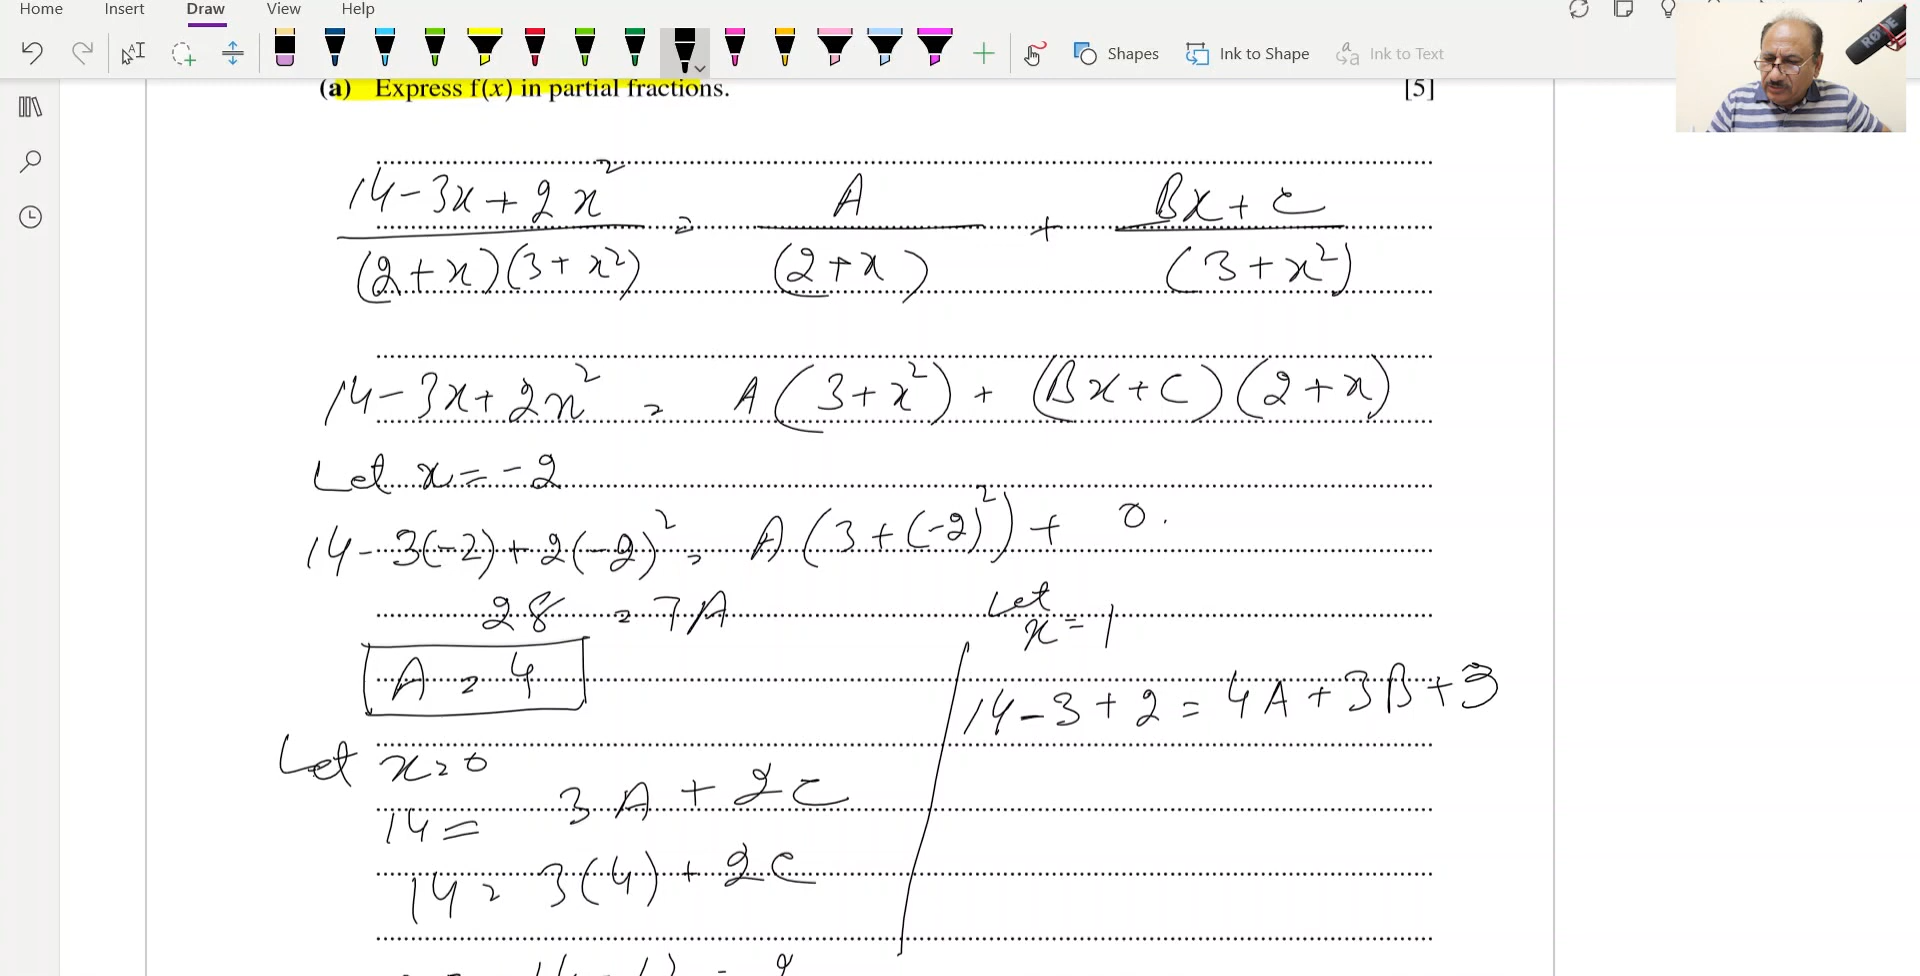 Home Insert Draw View Help
Shapes Ink to Shape Ink to Text
(a) Express f(x) in partial fractions. [5]
14-3x+2x² = A + Bx+C
(2+x)(3+x²) (2+x) (3+x²)
14-3x+2x² = A(3+x²) + (Bx+C)(2+x)
Let x=-2
14-3(-2)+2(-2)² = A(3+(-2)²)+ 0.
28 = 7A
A = 4
Let x=0
14= 3A+2C
14 = 3(4)+2C
Let
x=1
14-3+2 = 4A+3B+3
RODE